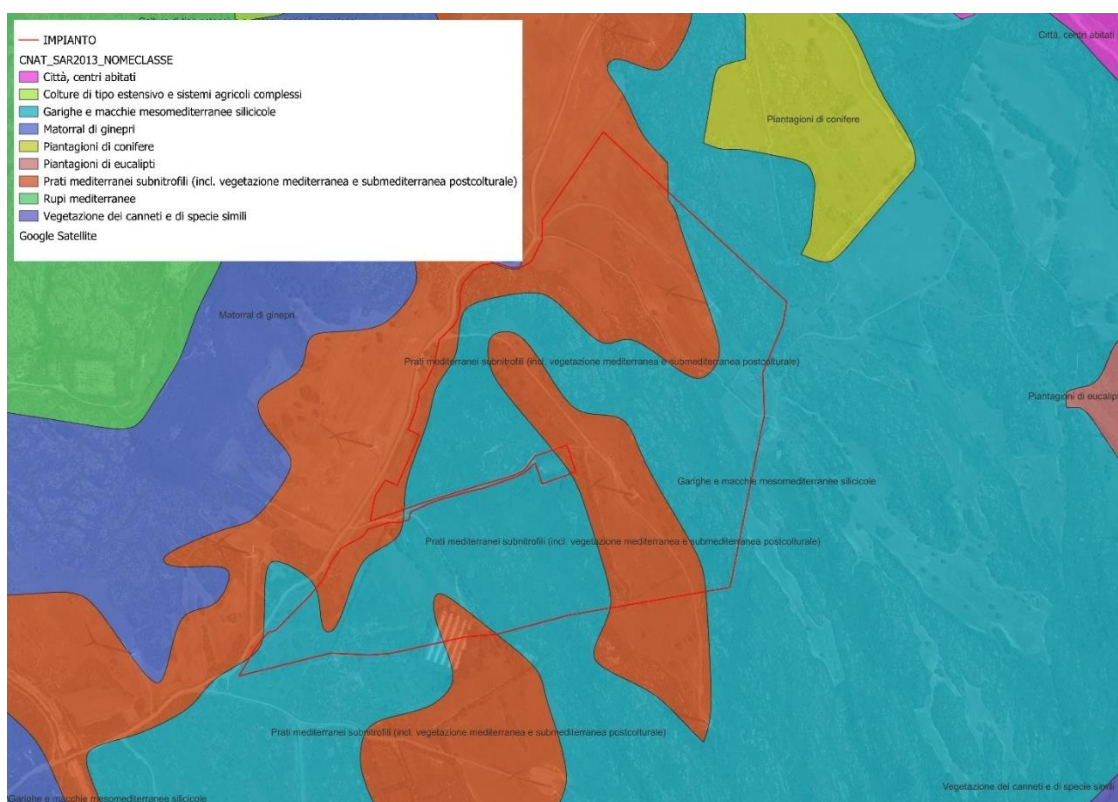 IMPIANTO
CNAT_SAR2013_NOMECLASSE
Città, centri abitati
Colture di tipo estensivo e sistemi agricoli complessi
Garighe e macchie mesomediterranee silicicole
Matorral di ginepri
Piantagioni di conifere
Piantagioni di eucalipti
Prati mediterranei subnitrofili (incl. vegetazione mediterranea e submediterranea postcolturale)
Rupi mediterranee
Vegetazione dei canneti e di specie simili
Google Satellite
Città, centri abitati
Piantagioni di conifere
Matorral di ginepri
Prati mediterranei subnitrofili (incl. vegetazione mediterranea e submediterranea postcolturale)
Piantagioni di eucalipti
Garighe e macchie mesomediterranee silicicole
Prati mediterranei subnitrofili (incl. vegetazione mediterranea e submediterranea postcolturale)
Prati mediterranei subnitrofili (incl. vegetazione mediterranea e submediterranea postcolturale)
Vegetazione dei canneti e di specie simili
Garighe e macchie mesomediterranee silicicole